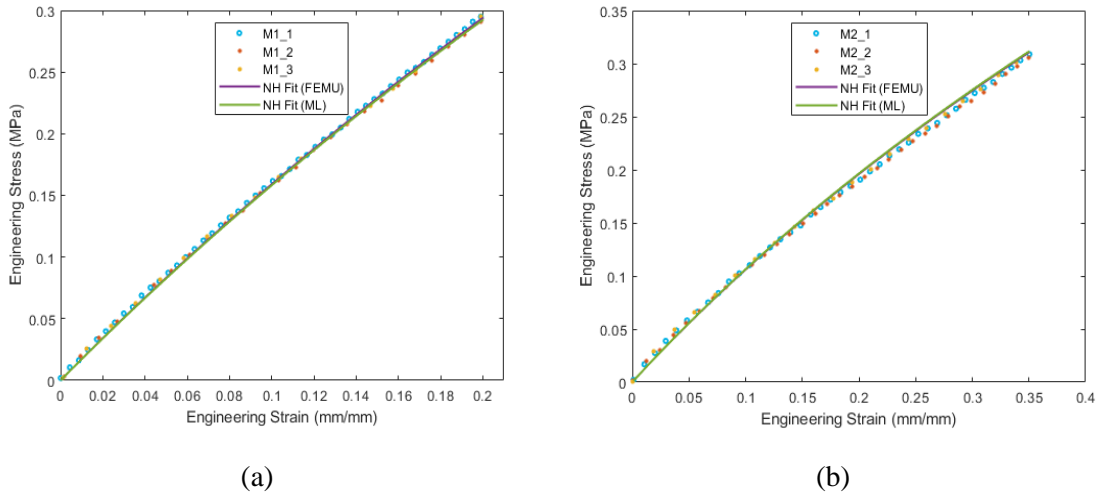 0.3
0.25
0.2
0.15
0.1
0.05
0
Engineering Stress (MPa)
M1_1
M1_2
M1_3
NH Fit (FEMU)
NH Fit (ML)
0 0.02 0.04 0.06 0.08 0.1 0.12 0.14 0.16 0.18 0.2
Engineering Strain (mm/mm)
(a)
0.35
0.3
0.25
0.2
0.15
0.1
0.05
0
Engineering Stress (MPa)
M2_1
M2_2
M2_3
NH Fit (FEMU)
NH Fit (ML)
0 0.05 0.1 0.15 0.2 0.25 0.3 0.35 0.4
Engineering Strain (mm/mm)
(b)